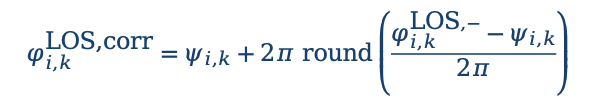 φ_{i,k}^{LOS,corr} = ψ_{i,k} + 2π round ( (φ_{i,k}^{LOS,−} − ψ_{i,k}) / 2π )